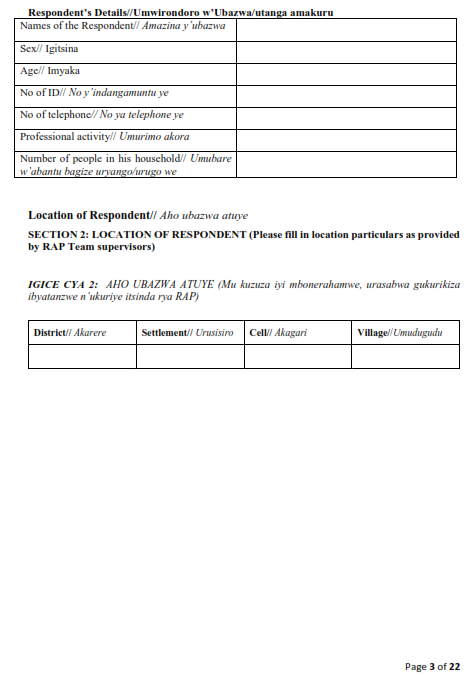 Respondent's Details//Umwirondoro w'Ubazwa/utanga amakuru
Names of the Respondent// Amazina y'ubazwa
Sex// Igitsina
Age// Imyaka
No of ID// No y'indangamuntu ye
No of telephone// No ya telephone ye
Professional activity// Umurimo akora
Number of people in his household// Umubare
w'abantu bagize uryango/urugo we
Location of Respondent// Aho ubazwa atuye
SECTION 2: LOCATION OF RESPONDENT (Please fill in location particulars as provided
by RAP Team supervisors)
IGICE CYA 2: AHO UBAZWA ATUYE (Mu kuzuza iyi mbonerahamwe, urasabwa gukurikiza
ibyatanzwe n'ukuriye itsinda rya RAP)
District// Akarere Settlement// Urusisiro Cell// Akagari Village//Umudugudu
Page 3 of 22